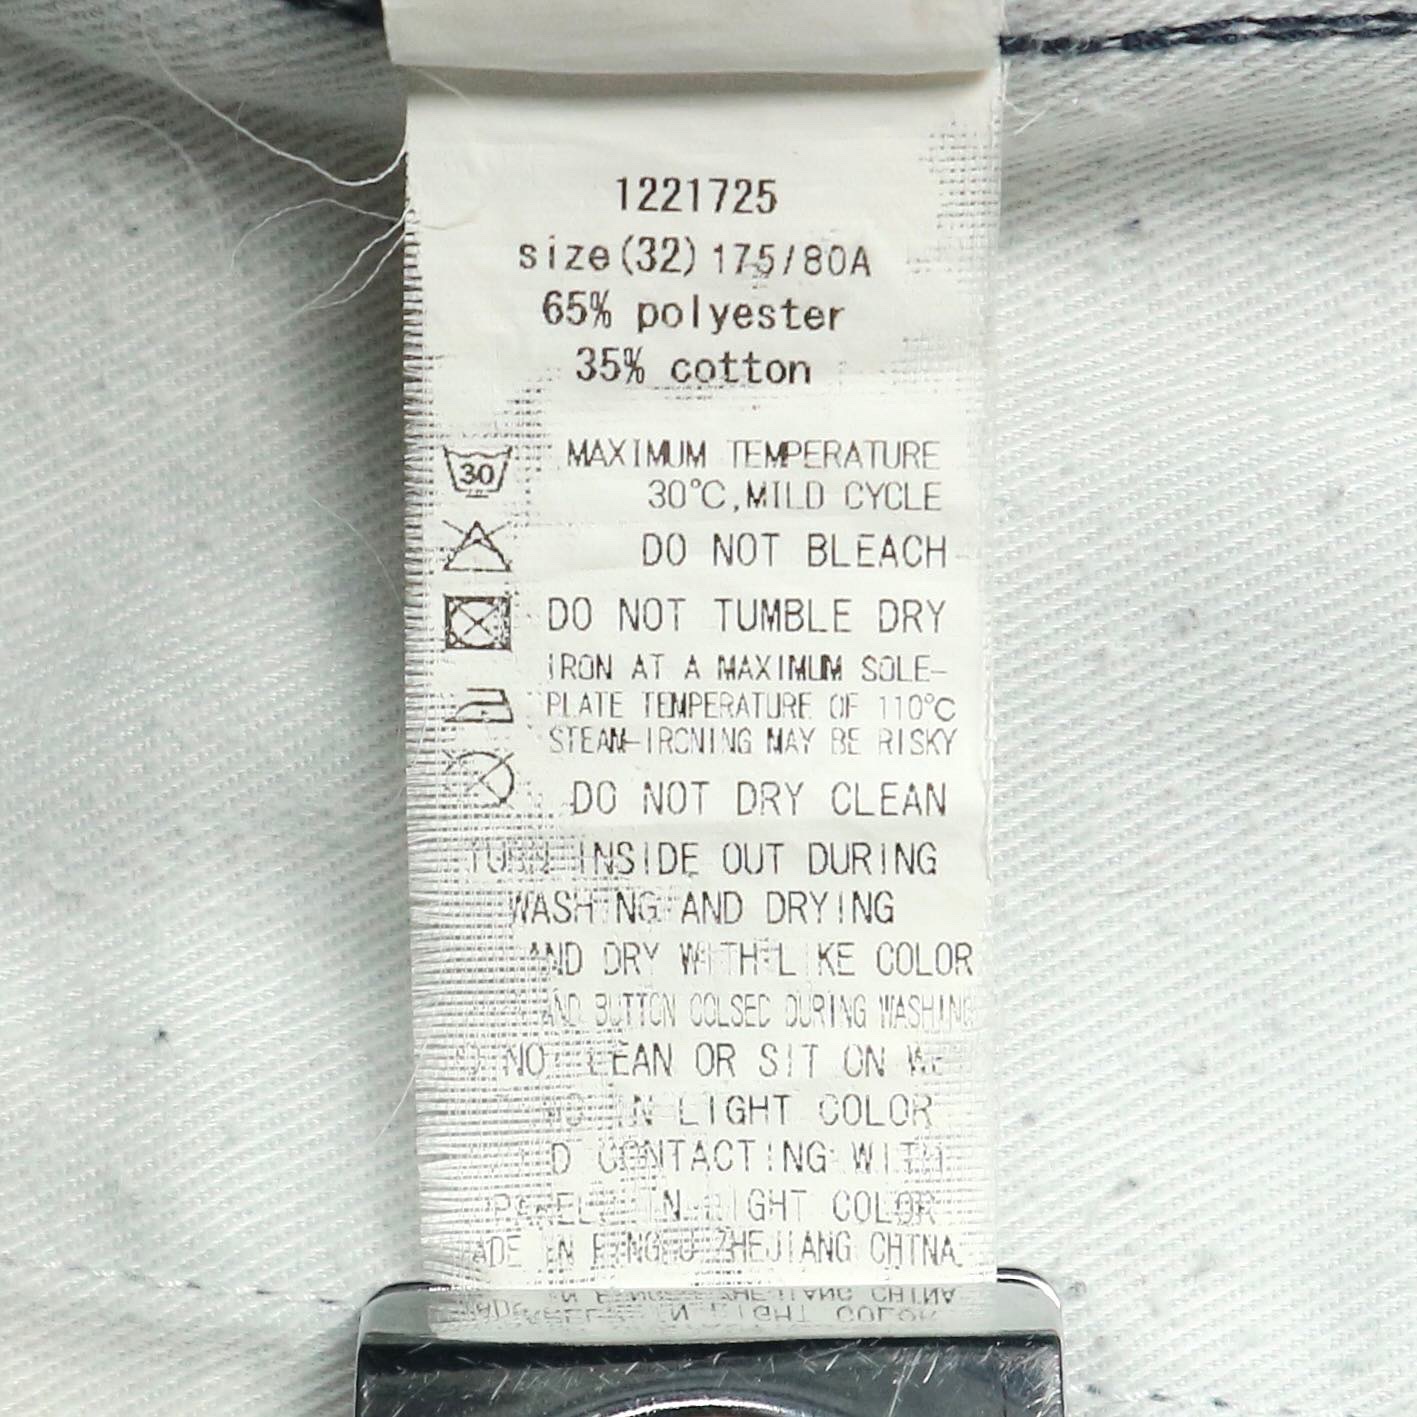 1221725
size(32) 175/80A
65% polyester
35% cotton
30
MAXIMUM TEMPERATURE
30°C,MILD CYCLE
DO NOT BLEACH
DO NOT TUMBLE DRY
IRON AT A MAXIMUM SOLE-
PLATE TEMPERATURE OF 110°C
STEAM-IRONING MAY BE RISKY
DO NOT DRY CLEAN
TURN INSIDE OUT DURING
WASHING AND DRYING
AND DRY WITH LIKE COLOR
AND BUTTON COLSED DURING WASHING
NOT LEAN OR SIT ON
IN LIGHT COLOR
CONTACTING WITH
IN LIGHT COLOR
MADE IN PINGHU ZHEJIANG CHINA